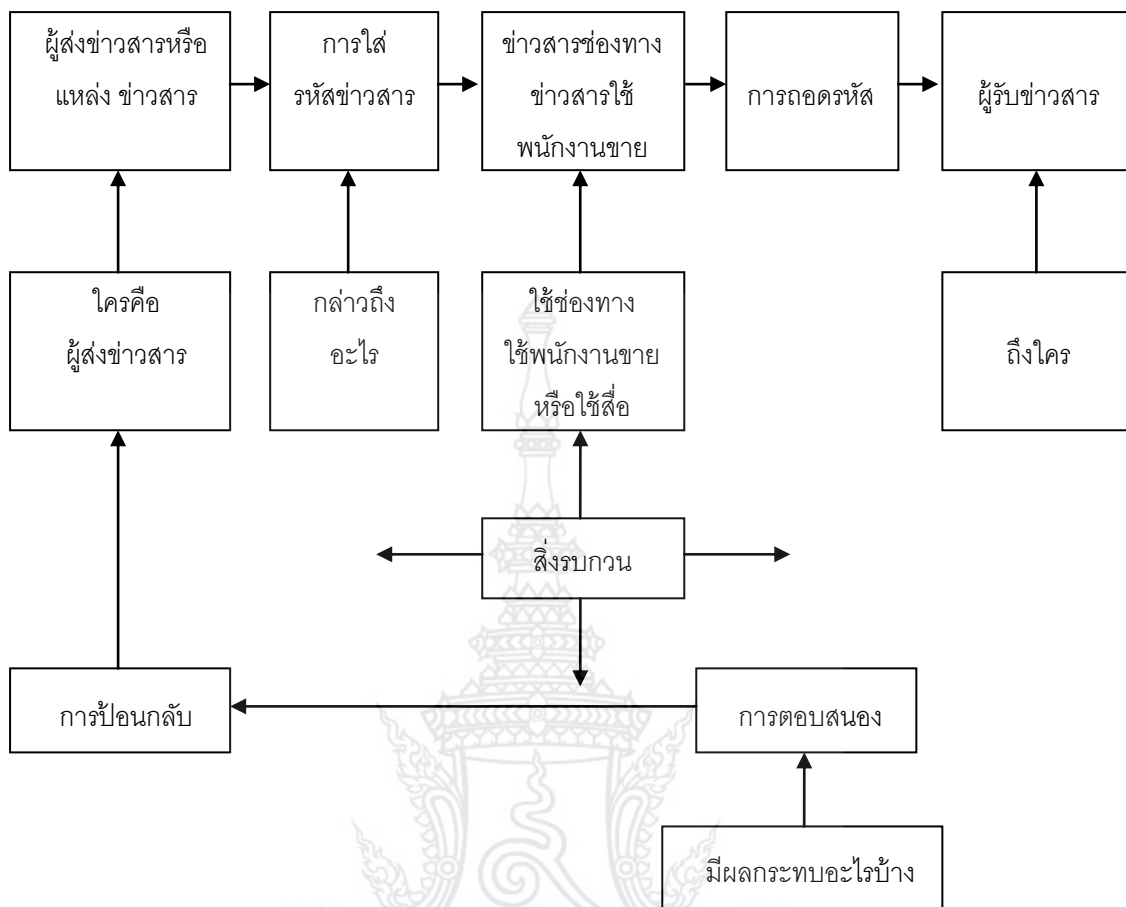 ผู้ส่งข่าวสารหรือ
แหล่ง ข่าวสาร
การใส่
รหัสข่าวสาร
ข่าวสารช่องทาง
ข่าวสารใช้
พนักงานขาย
การถอดรหัส
ผู้รับข่าวสาร
ใครคือ
ผู้ส่งข่าวสาร
กล่าวถึง
อะไร
ใช้ช่องทาง
ใช้พนักงานขาย
หรือใช้สื่อ
ถึงใคร
สิ่งรบกวน
การป้อนกลับ
การตอบสนอง
มีผลกระทบอะไรบ้าง